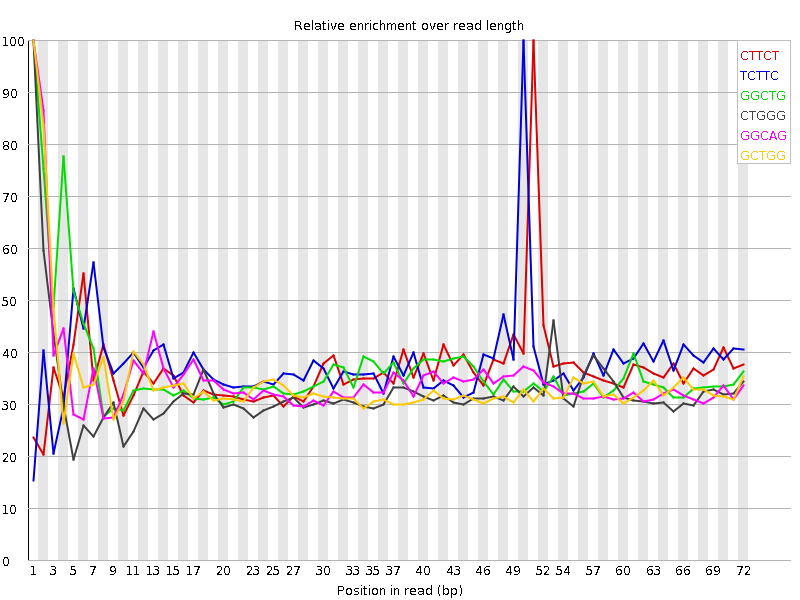 Relative enrichment over read length
100
90
80
70
60
50
40
30
20
10
0
CTTCT
TCTTC
GGCTG
CTGGG
GGCAG
GCTGG
1 3 5 7 9 11 13 15 17 20 23 25 27 30 33 35 37 40 43 46 49 52 54 57 60 63 66 69 72
Position in read (bp)